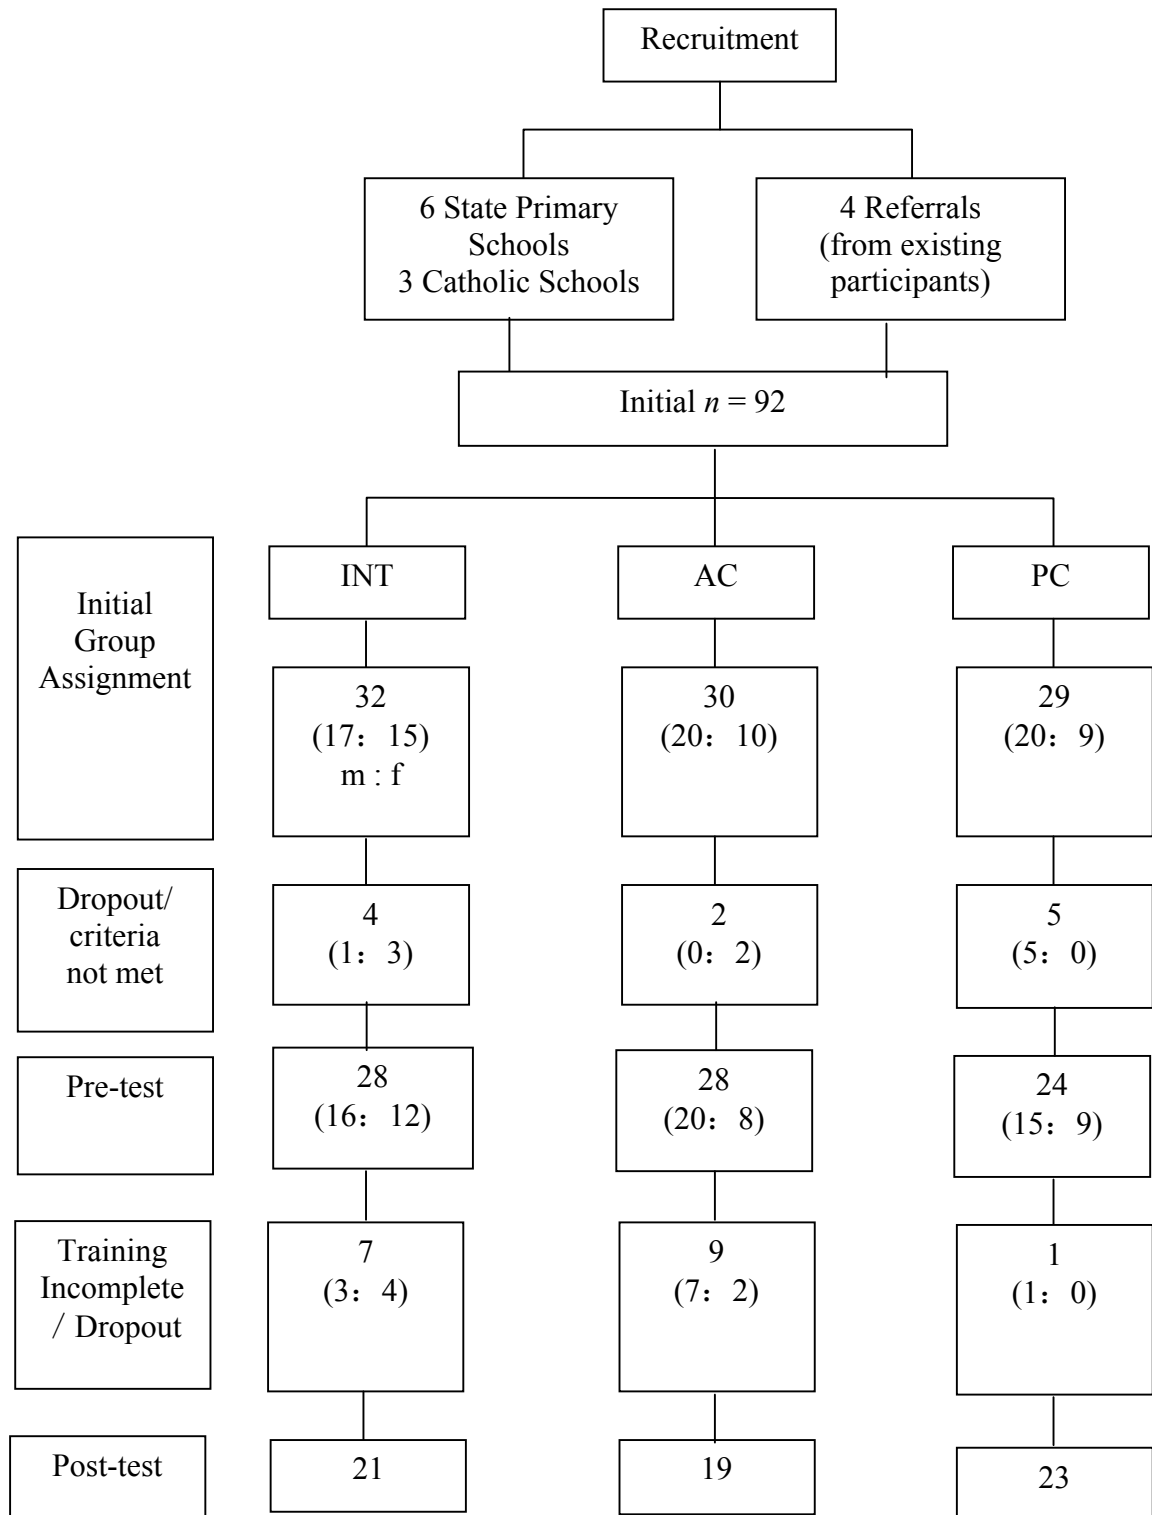 Recruitment
6 State Primary
Schools
3 Catholic Schools
4 Referrals
(from existing
participants)
Initial n = 92
INT
AC
PC
Initial
Group
Assignment
32
(17：15)
m : f
30
(20：10)
29
(20：9)
Dropout/
criteria
not met
4
(1：3)
2
(0：2)
5
(5：0)
Pre-test
28
(16：12)
28
(20：8)
24
(15：9)
Training
Incomplete
/ Dropout
7
(3：4)
9
(7：2)
1
(1：0)
Post-test
21
19
23